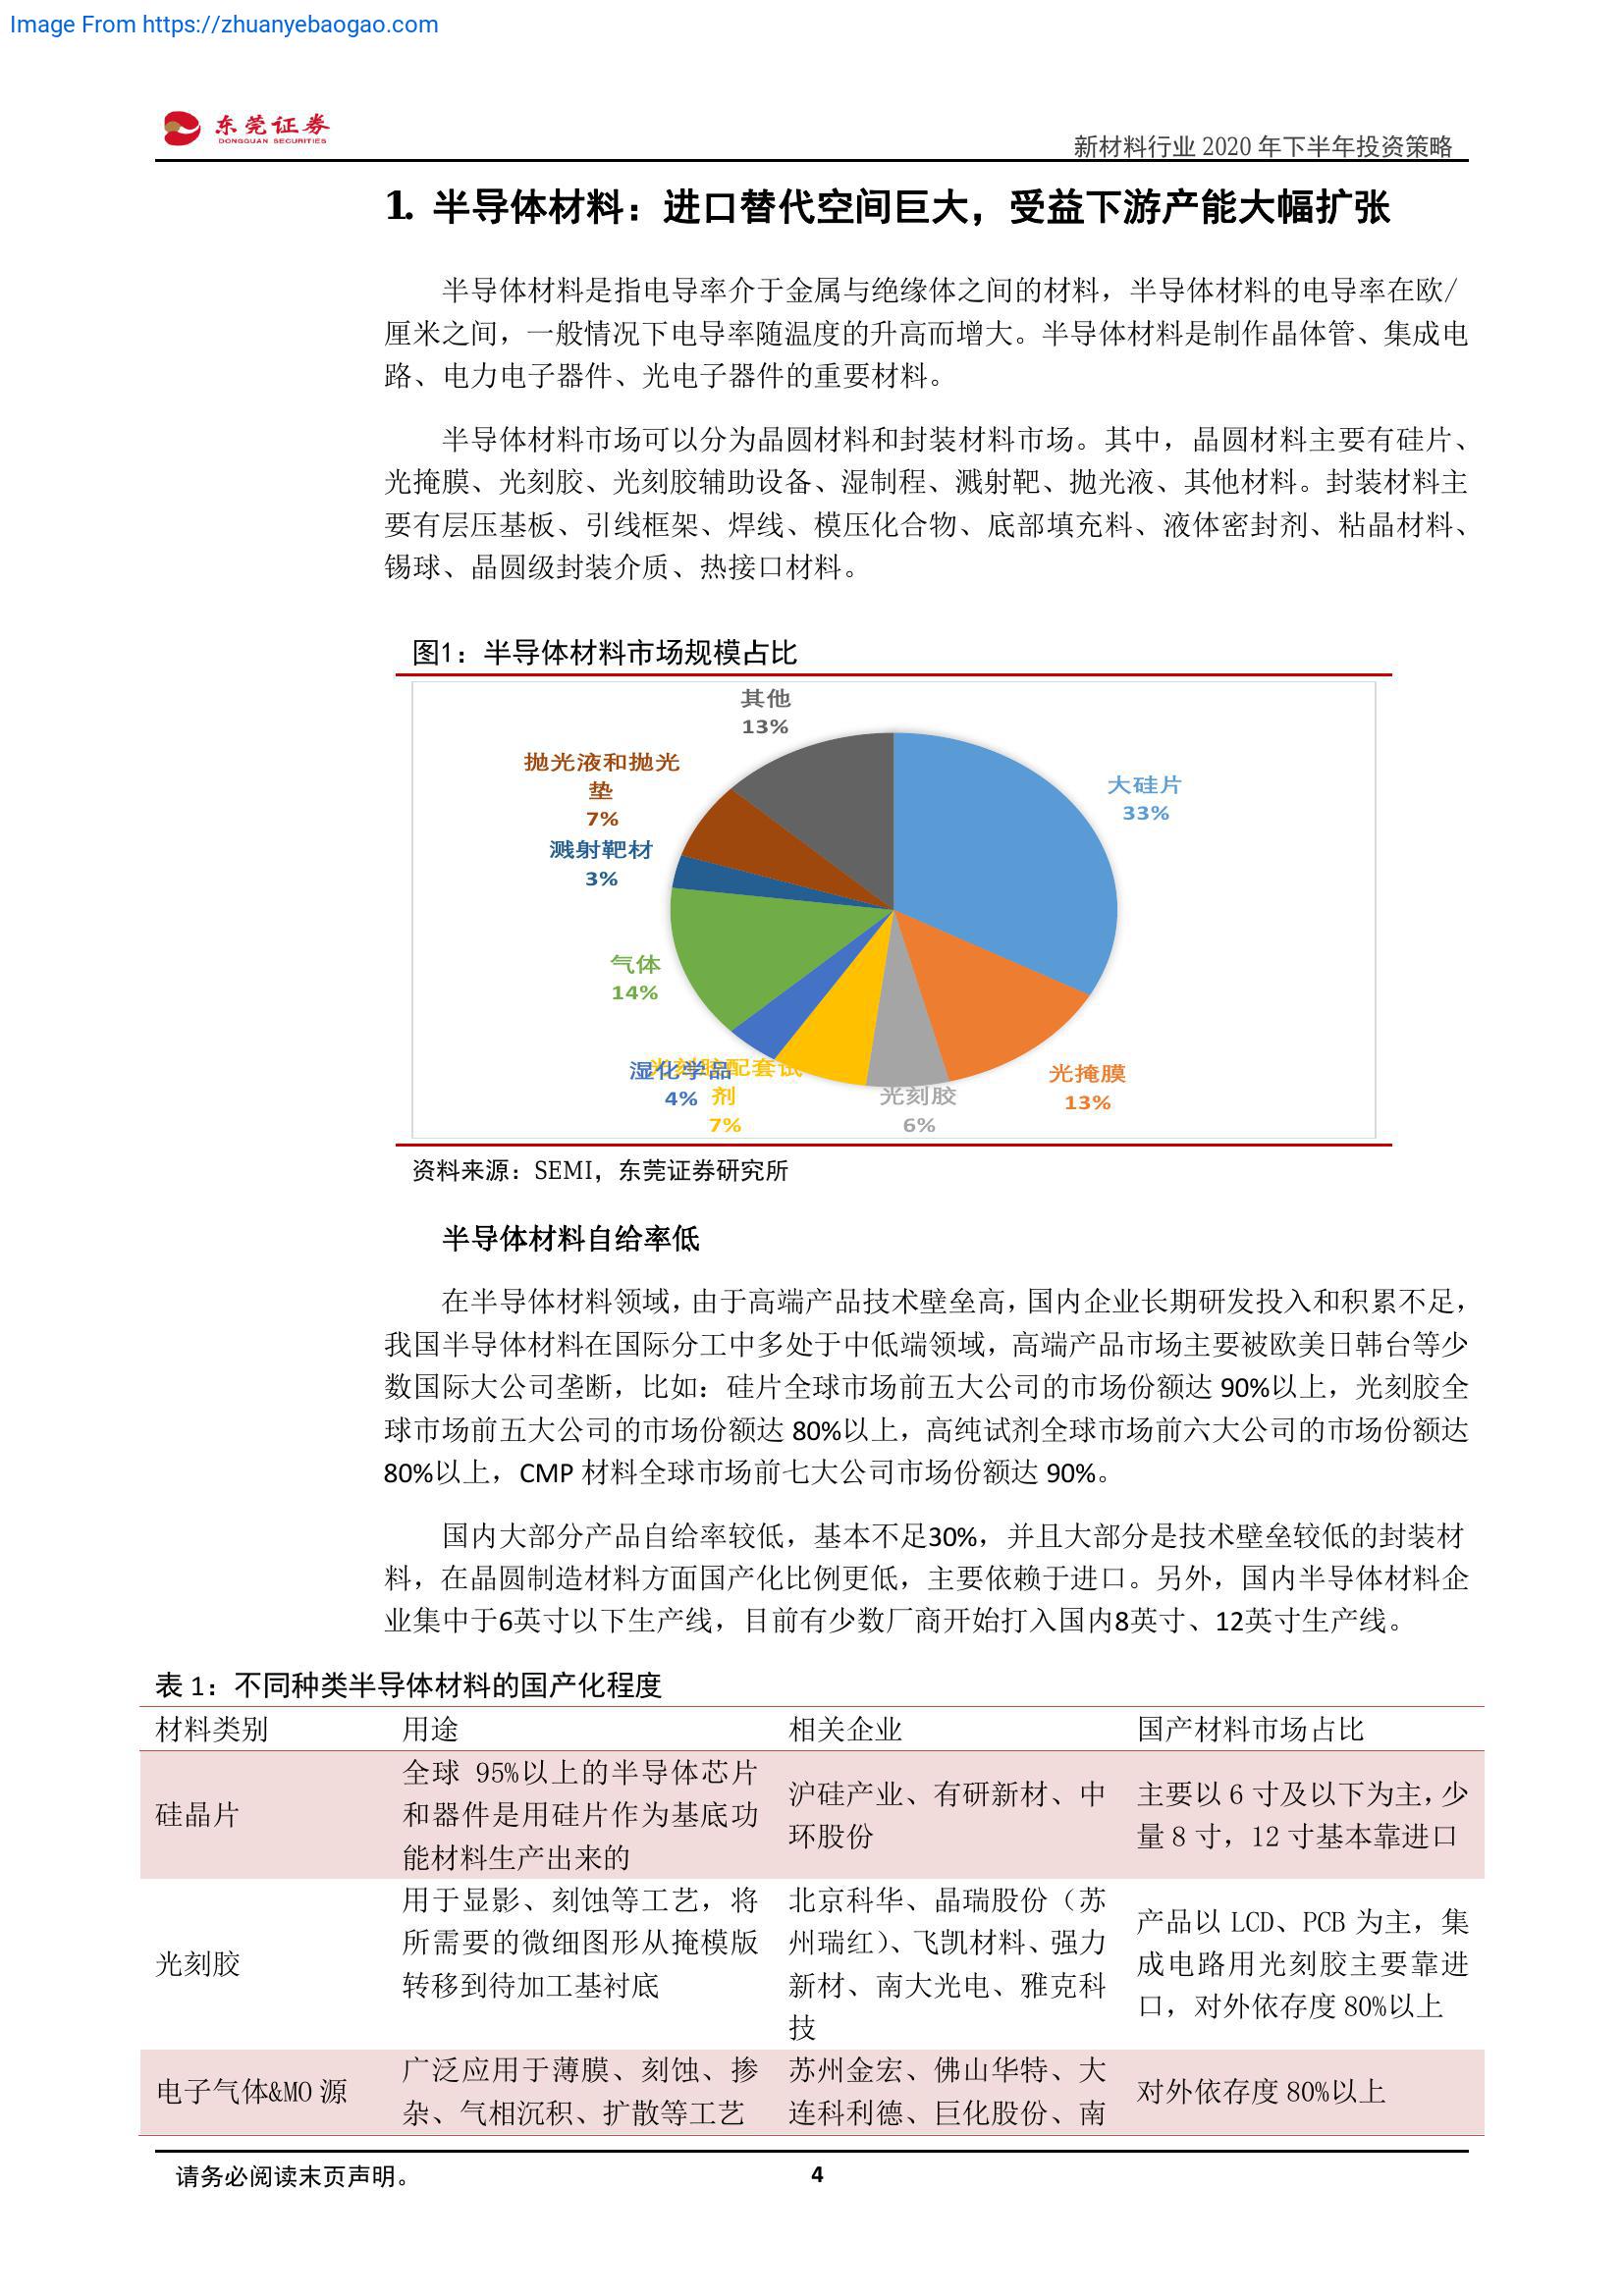 Image From https://zhuanyebaogao.com
东莞证券
DONGGUAN SECURITIES
新材料行业 2020 年下半年投资策略
1. 半导体材料：进口替代空间巨大，受益下游产能大幅扩张
半导体材料是指电导率介于金属与绝缘体之间的材料，半导体材料的电导率在欧/
厘米之间，一般情况下电导率随温度的升高而增大。半导体材料是制作晶体管、集成电
路、电力电子器件、光电子器件的重要材料。
半导体材料市场可以分为晶圆材料和封装材料市场。其中，晶圆材料主要有硅片、
光掩膜、光刻胶、光刻胶辅助设备、湿制程、溅射靶、抛光液、其他材料。封装材料主
要有层压基板、引线框架、焊线、模压化合物、底部填充料、液体密封剂、粘晶材料、
锡球、晶圆级封装介质、热接口材料。
图1：半导体材料市场规模占比
其他
13%
抛光液和抛光
垫
7%
大硅片
33%
溅射靶材
3%
气体
14%
湿化学品
4%
光刻胶配套试
剂
7%
光刻胶
6%
光掩膜
13%
资料来源：SEMI，东莞证券研究所
半导体材料自给率低
在半导体材料领域，由于高端产品技术壁垒高，国内企业长期研发投入和积累不足，
我国半导体材料在国际分工中多处于中低端领域，高端产品市场主要被欧美日韩台等少
数国际大公司垄断，比如：硅片全球市场前五大公司的市场份额达 90%以上，光刻胶全
球市场前五大公司的市场份额达 80%以上，高纯试剂全球市场前六大公司的市场份额达
80%以上，CMP 材料全球市场前七大公司市场份额达 90%。
国内大部分产品自给率较低，基本不足30%，并且大部分是技术壁垒较低的封装材
料，在晶圆制造材料方面国产化比例更低，主要依赖于进口。另外，国内半导体材料企
业集中于6英寸以下生产线，目前有少数厂商开始打入国内8英寸、12英寸生产线。
表 1：不同种类半导体材料的国产化程度
材料类别 用途 相关企业 国产材料市场占比
硅晶片
全球 95%以上的半导体芯片
和器件是用硅片作为基底功
能材料生产出来的
沪硅产业、有研新材、中
环股份
主要以 6 寸及以下为主，少
量 8 寸，12 寸基本靠进口
光刻胶
用于显影、刻蚀等工艺，将
所需要的微细图形从掩模版
转移到待加工基衬底
北京科华、晶瑞股份（苏
州瑞红）、飞凯材料、强力
新材、南大光电、雅克科
技
产品以 LCD、PCB 为主，集
成电路用光刻胶主要靠进
口，对外依存度 80%以上
电子气体&MO 源
广泛应用于薄膜、刻蚀、掺
杂、气相沉积、扩散等工艺
苏州金宏、佛山华特、大
连科利德、巨化股份、南
对外依存度 80%以上
请务必阅读末页声明。
4